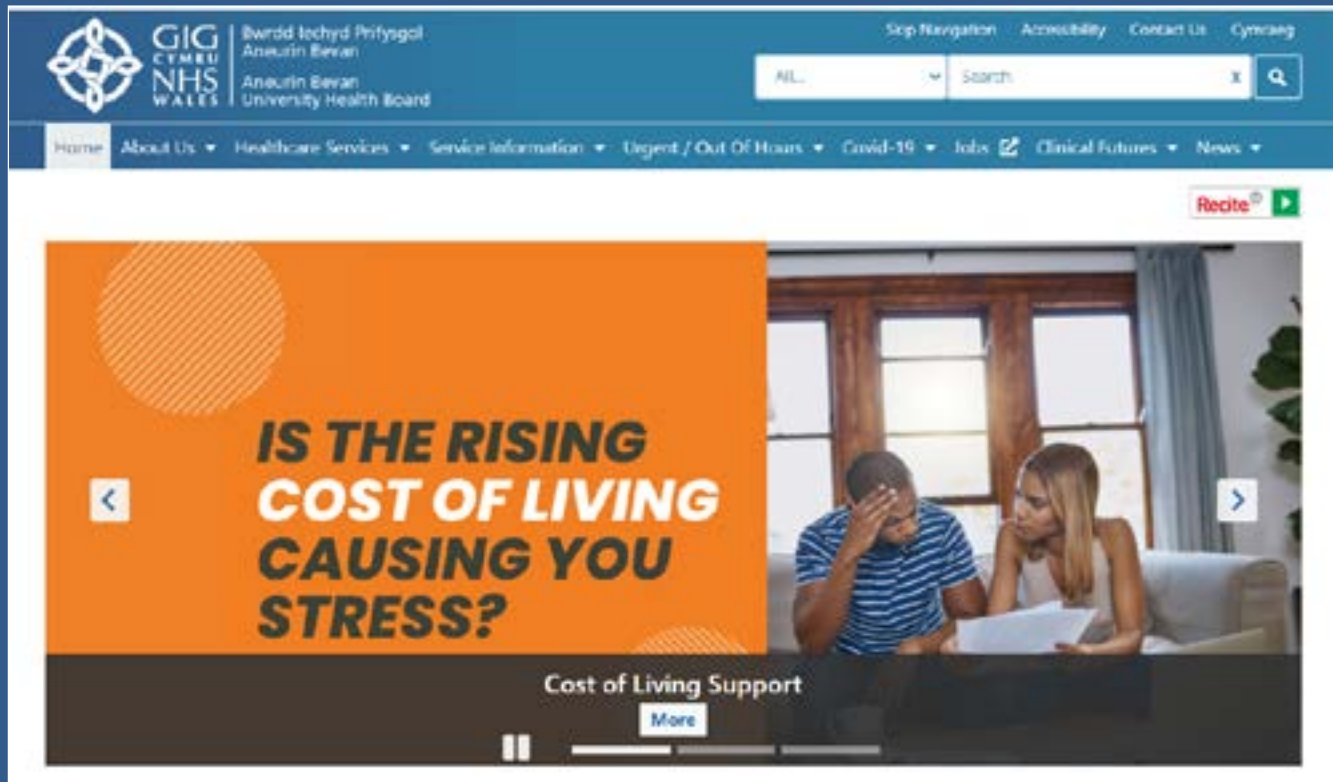 GIG
CYMRU
NHS
WALES
Bwrdd Iechyd Prifysgol
Aneurin Bevan
Aneurin Bevan
University Health Board
Skip Navigation Accessibility Contact Us Cymraeg
All... Search x
Home About Us Healthcare Services Service Information Urgent / Out Of Hours Covid-19 Jobs Clinical Futures News
Recite
IS THE RISING
COST OF LIVING
CAUSING YOU
STRESS?
Cost of Living Support
More